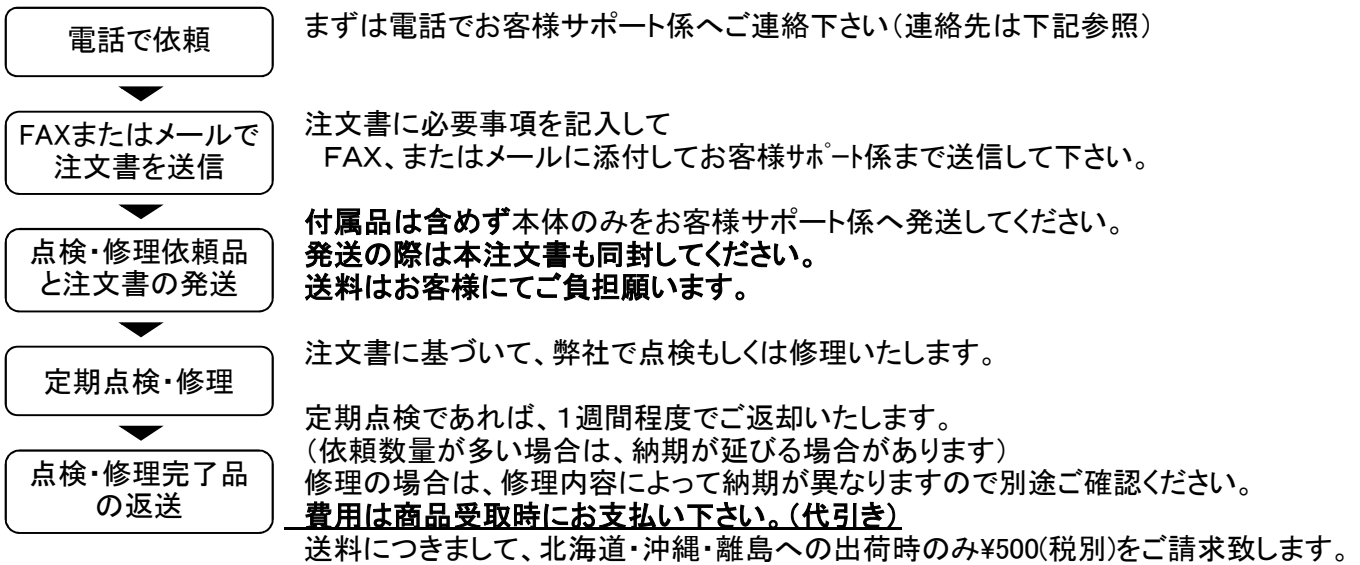 電話で依頼
まずは電話でお客様サポート係へご連絡下さい(連絡先は下記参照)
FAXまたはメールで
注文書を送信
注文書に必要事項を記入して
FAX、またはメールに添付してお客様ｻﾎﾟｰﾄ係まで送信して下さい。
点検・修理依頼品
と注文書の発送
付属品は含めず本体のみをお客様サポート係へ発送してください。
発送の際は本注文書も同封してください。
送料はお客様にてご負担願います。
定期点検・修理
注文書に基づいて、弊社で点検もしくは修理いたします。
点検・修理完了品
の返送
定期点検であれば、1週間程度でご返却いたします。
(依頼数量が多い場合は、納期が延びる場合があります)
修理の場合は、修理内容によって納期が異なりますので別途ご確認ください。
費用は商品受取時にお支払い下さい。(代引き)
送料につきまして、北海道・沖縄・離島への出荷時のみ¥500(税別)をご請求致します。